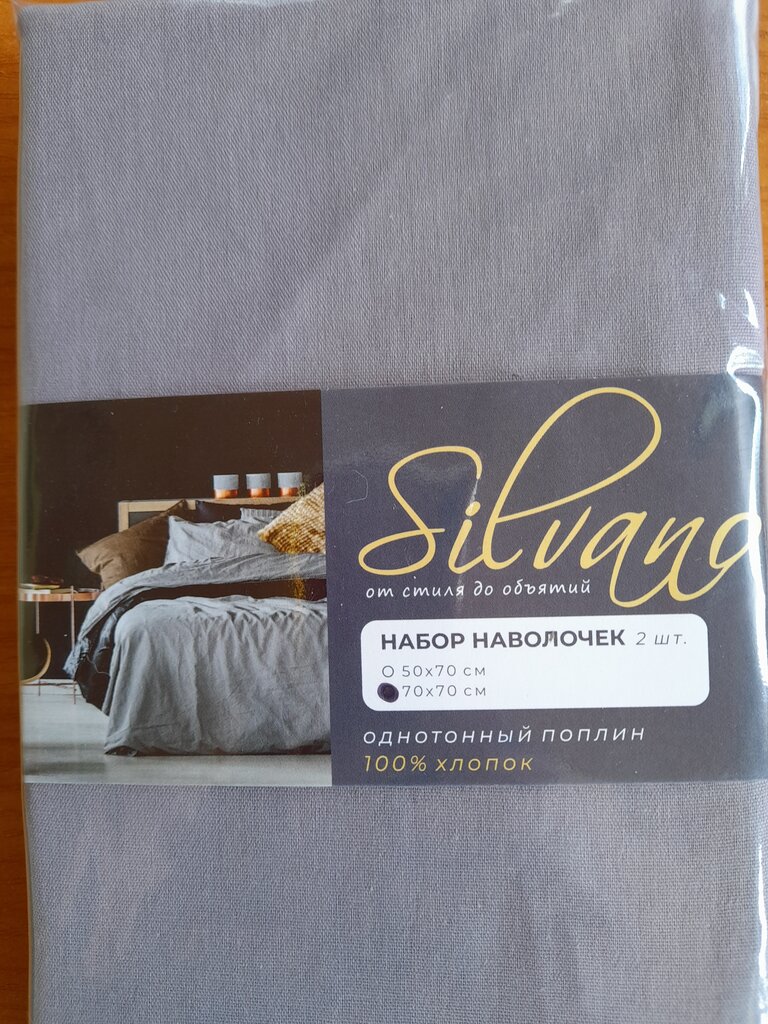 Silvano
от стиля до объятий
НАБОР НАВОЛОЧЕК 2 шт.
50х70 см
70х70 см
ОДНОТОННЫЙ ПОПЛИН
100% ХЛОПОК